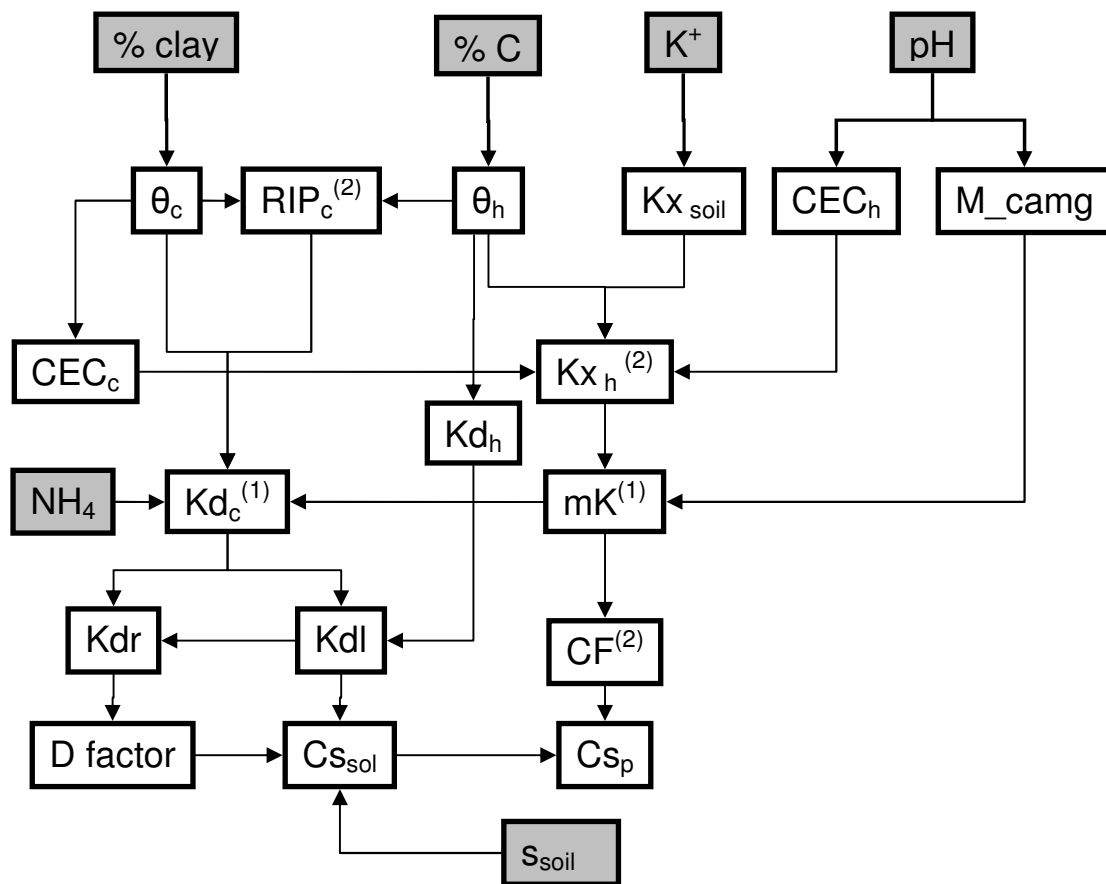 % clay
% C
K⁺
pH
θc
RIPc⁽²⁾
θh
Kx soil
CECh
M_camg
CECc
Kx h⁽²⁾
Kdh
NH₄
Kdc⁽¹⁾
mK⁽¹⁾
Kdr
Kdl
CF⁽²⁾
D factor
Cssol
Csp
ssoil